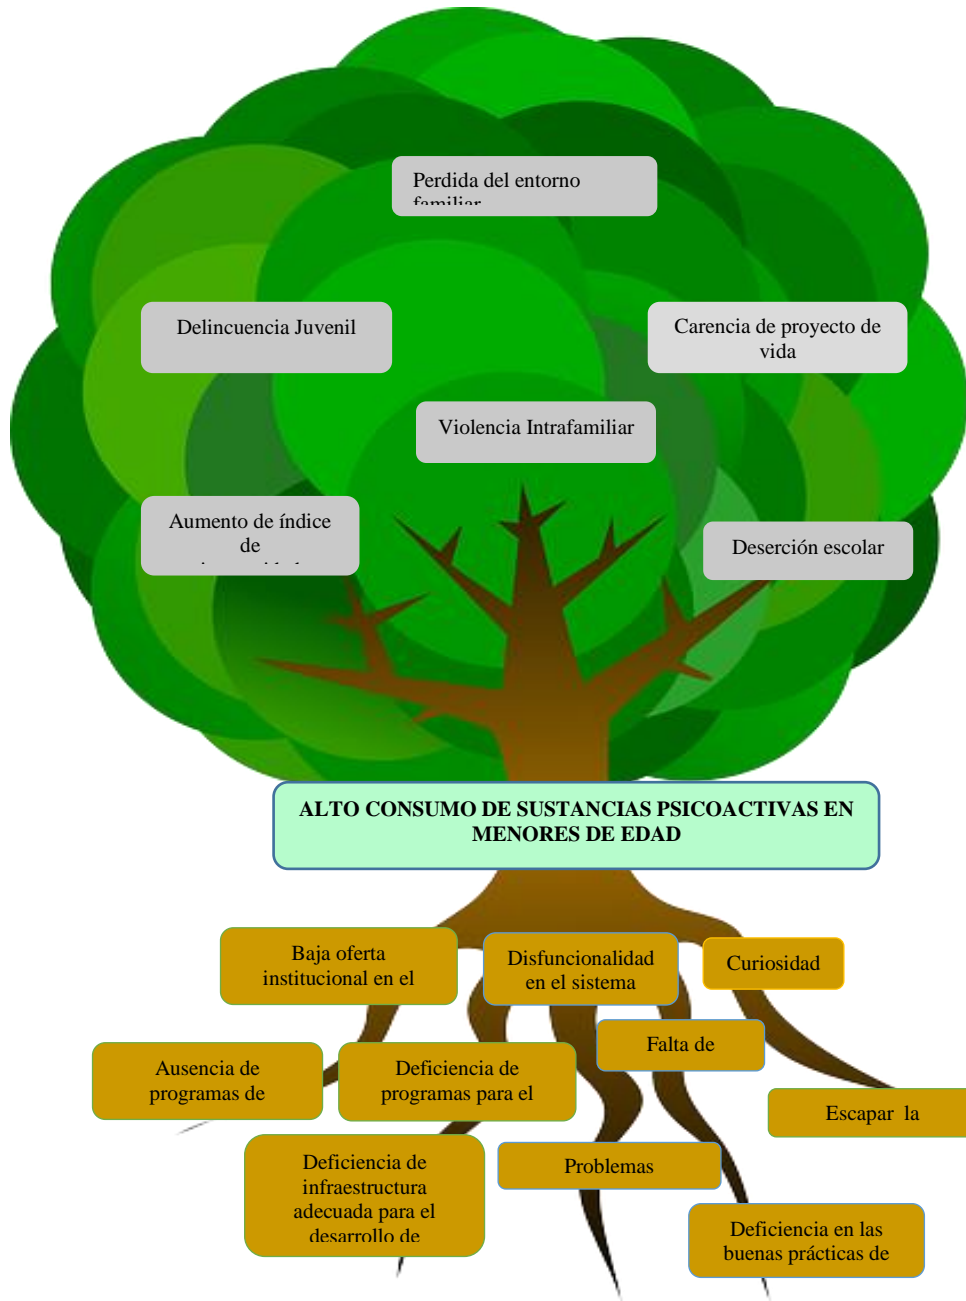 Perdida del entorno
familiar
Delincuencia Juvenil
Carencia de proyecto de
vida
Violencia Intrafamiliar
Aumento de índice
de
Deserción escolar
ALTO CONSUMO DE SUSTANCIAS PSICOACTIVAS EN
MENORES DE EDAD
Baja oferta
institucional en el
Disfuncionalidad
en el sistema
Curiosidad
Falta de
Ausencia de
programas de
Deficiencia de
programas para el
Escapar la
Deficiencia de
infraestructura
adecuada para el
desarrollo de
Problemas
Deficiencia en las
buenas prácticas de